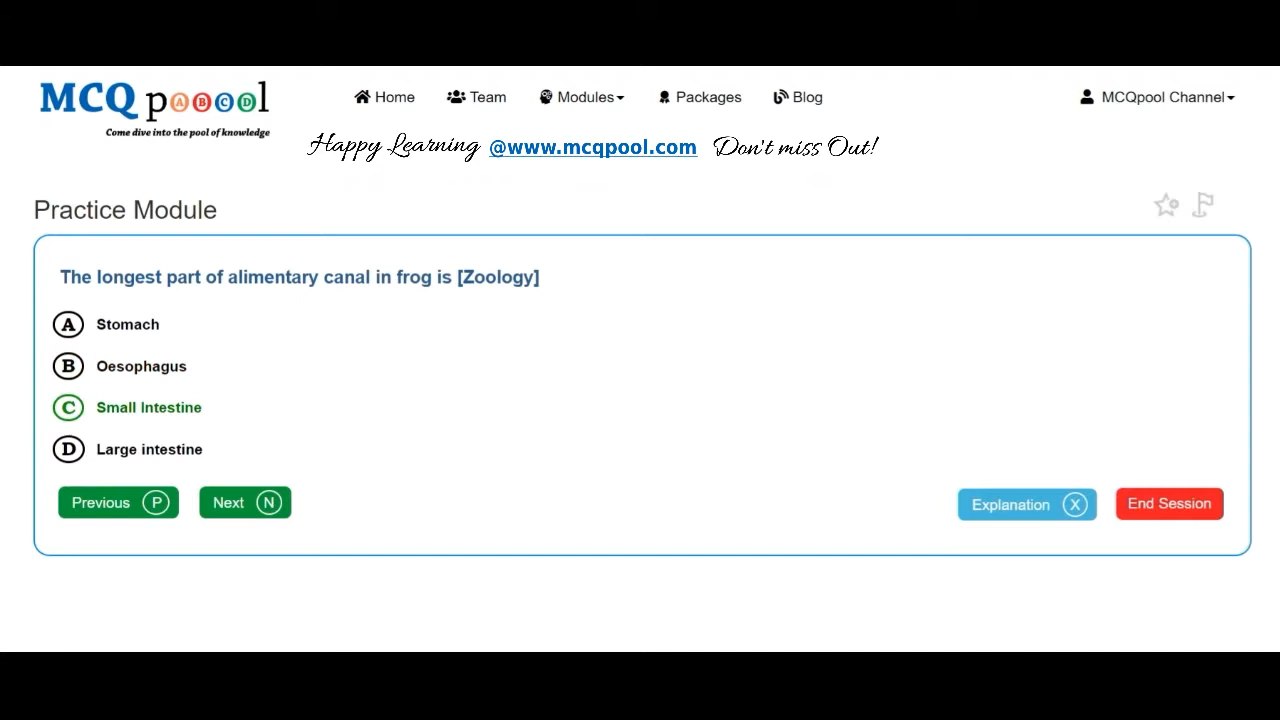 MCQ poABCDl
Come dive into the pool of knowledge
Home Team Modules Packages Blog MCQpool Channel
Happy Learning @www.mcqpool.com Don't miss Out!
Practice Module
The longest part of alimentary canal in frog is [Zoology]
A Stomach
B Oesophagus
C Small Intestine
D Large intestine
Previous P Next N Explanation X End Session